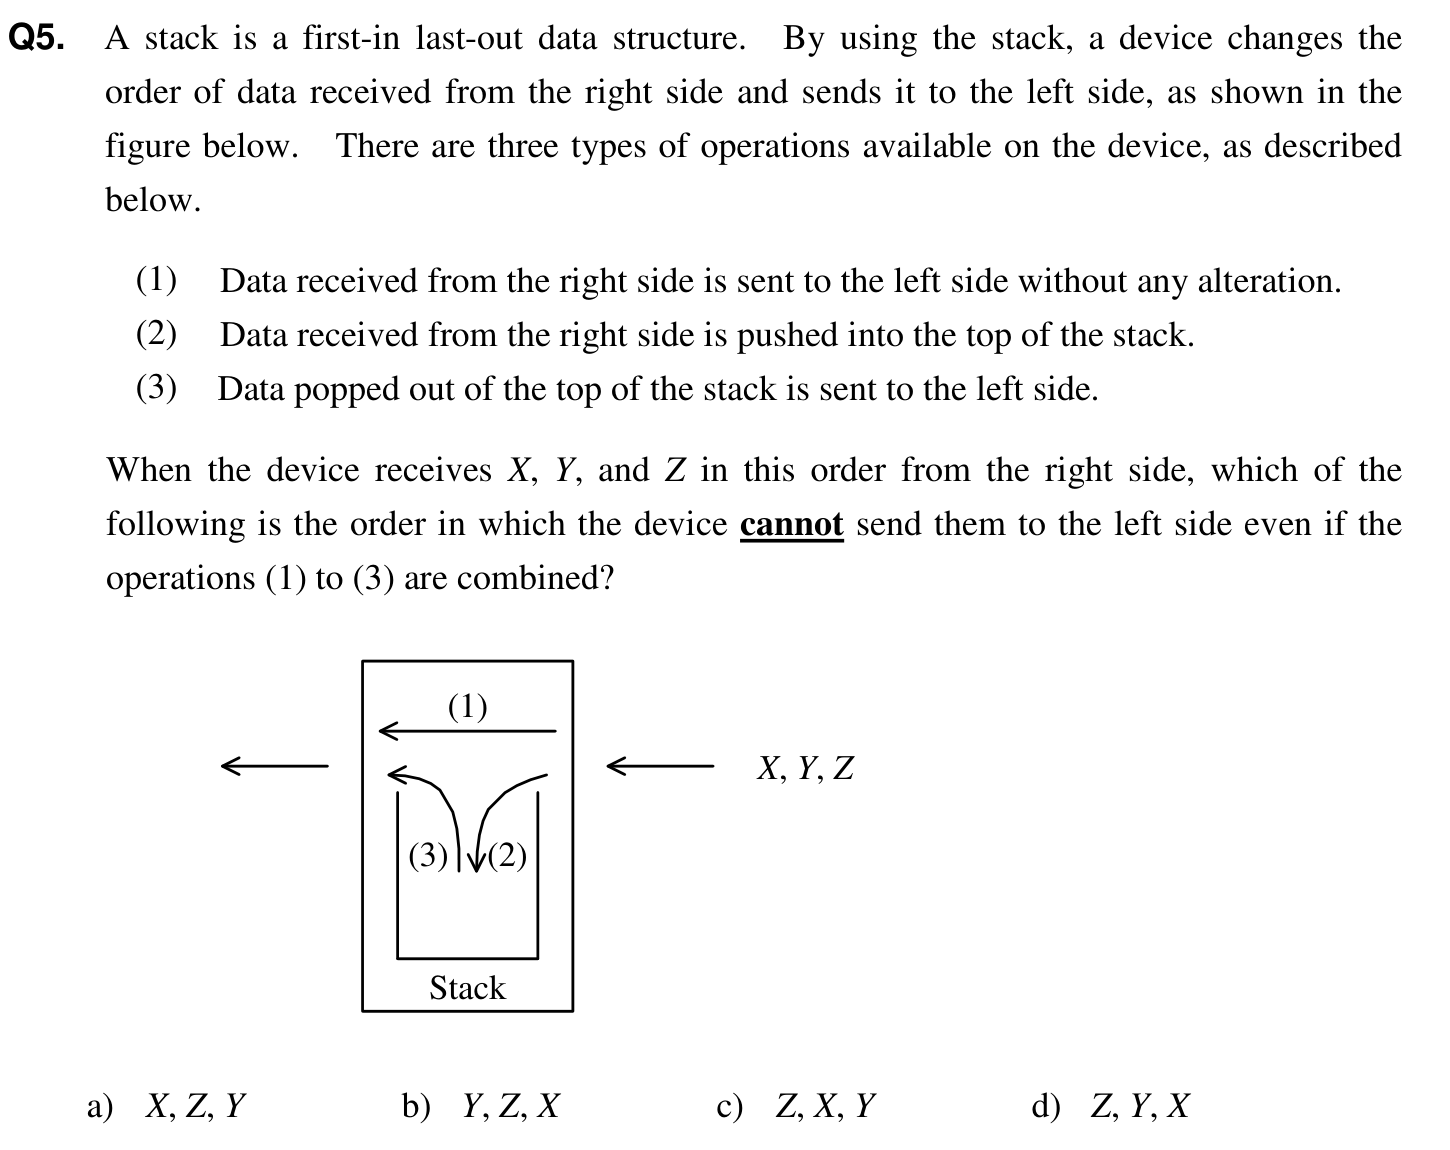 Q5. A stack is a first-in last-out data structure. By using the stack, a device changes the
order of data received from the right side and sends it to the left side, as shown in the
figure below. There are three types of operations available on the device, as described
below.
(1) Data received from the right side is sent to the left side without any alteration.
(2) Data received from the right side is pushed into the top of the stack.
(3) Data popped out of the top of the stack is sent to the left side.
When the device receives X, Y, and Z in this order from the right side, which of the
following is the order in which the device cannot send them to the left side even if the
operations (1) to (3) are combined?
(1)
X, Y, Z
(3) (2)
Stack
a) X, Z, Y b) Y, Z, X c) Z, X, Y d) Z, Y, X